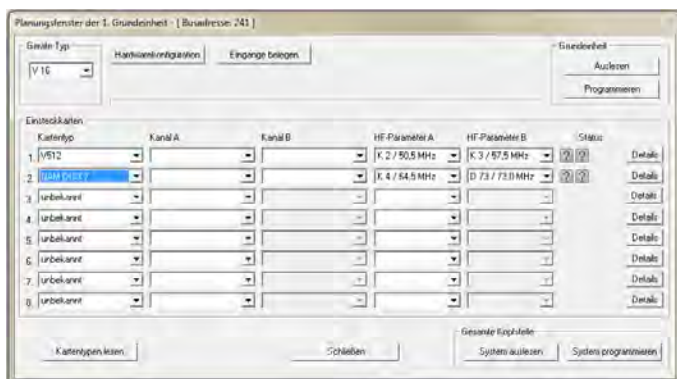 Planungsfenster der 1. Grundeinheit - [ Busadresse: 241 ]
Geräte Typ
V 16
Hardwarekonfiguration
Eingänge belegen
Grundeinheit
Auslesen
Programmieren
Einsteckkarten
Kartentyp Kanal A Kanal B HF-Parameter A HF-Parameter B Status
1. V512 K 2 / 50,5 MHz K 3 / 57,5 MHz ? ? Details
2. K 4 / 64,5 MHz D 73 / 73,0 MHz ? ? Details
3. unbekannt Details
4. unbekannt Details
5. unbekannt Details
6. unbekannt Details
7. unbekannt Details
8. unbekannt Details
Gesamte Kopfstelle
Kartentypen lesen
Schließen
System auslesen
System programmieren